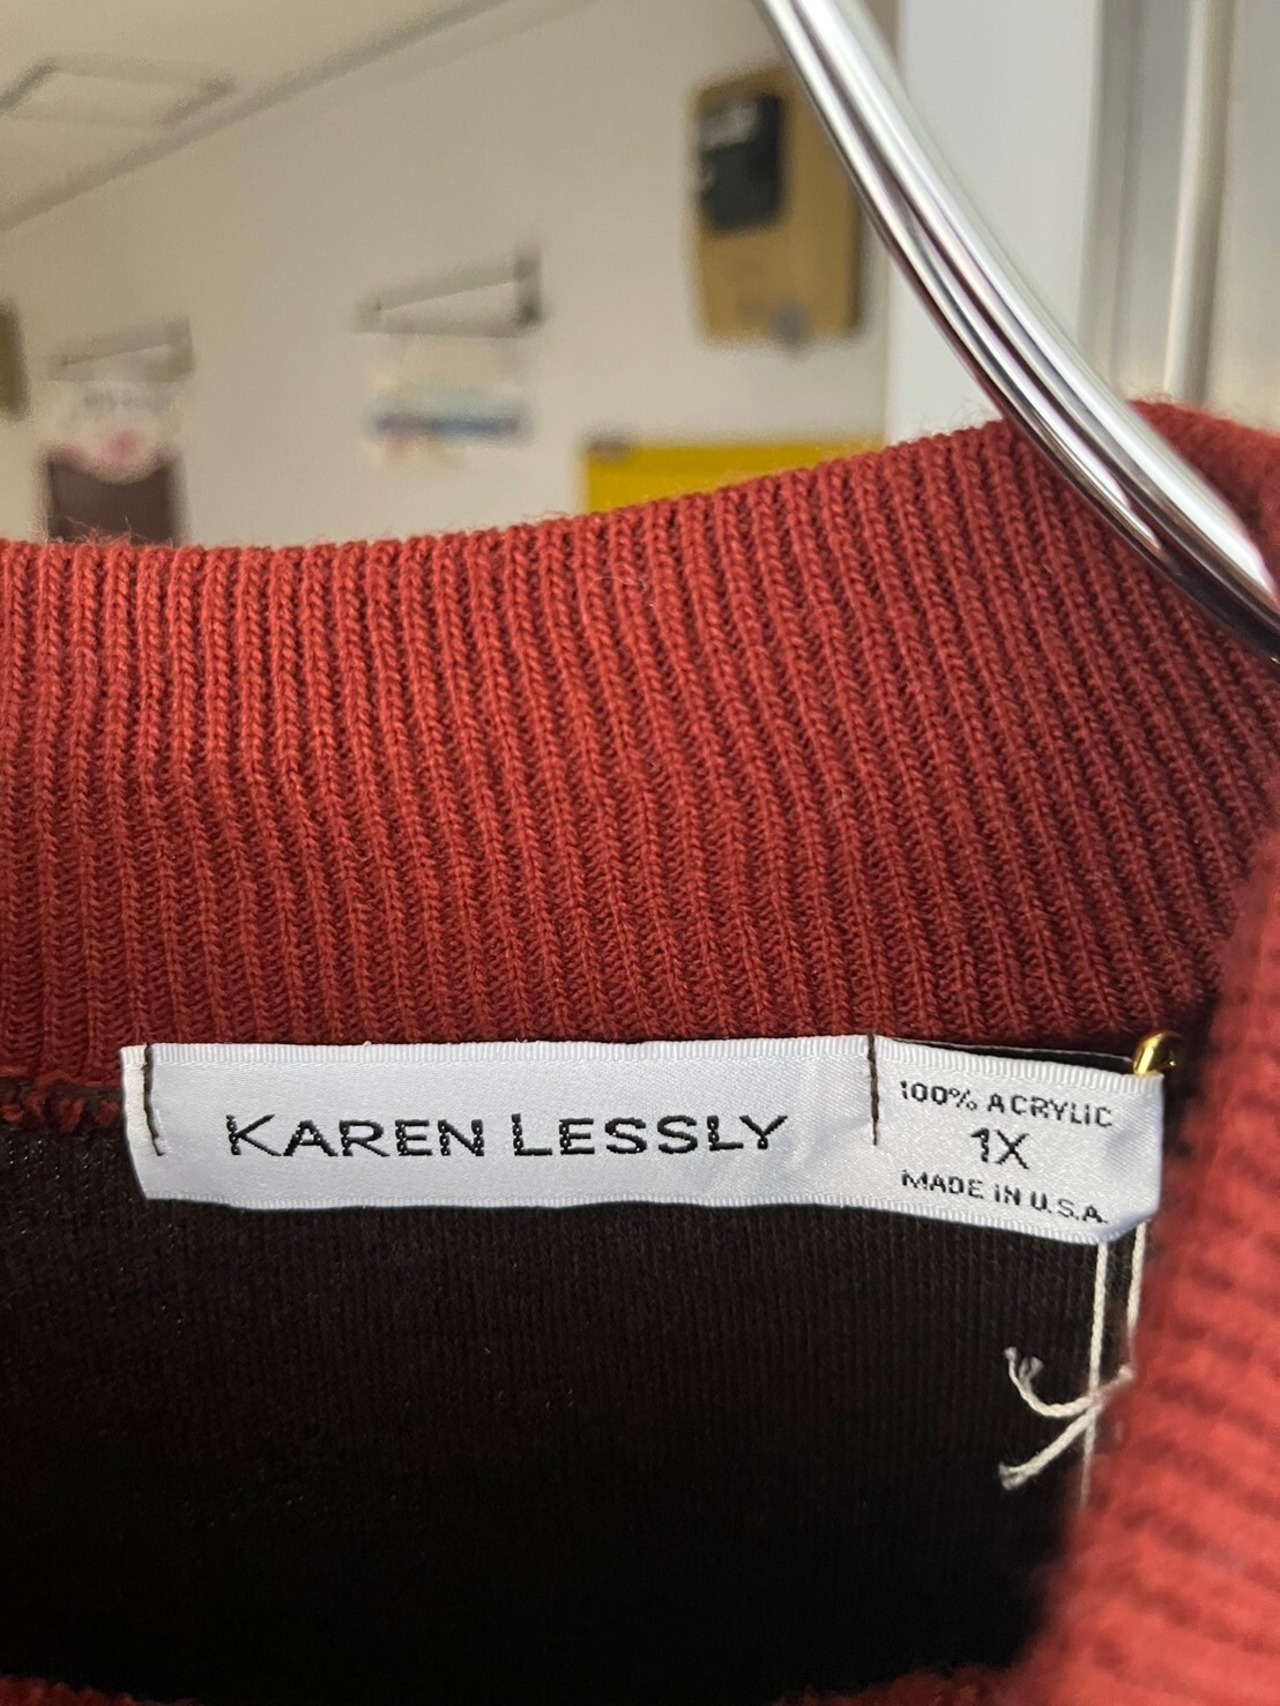 KAREN LESSLY
100% ACRYLIC
1X
MADE IN U.S.A.